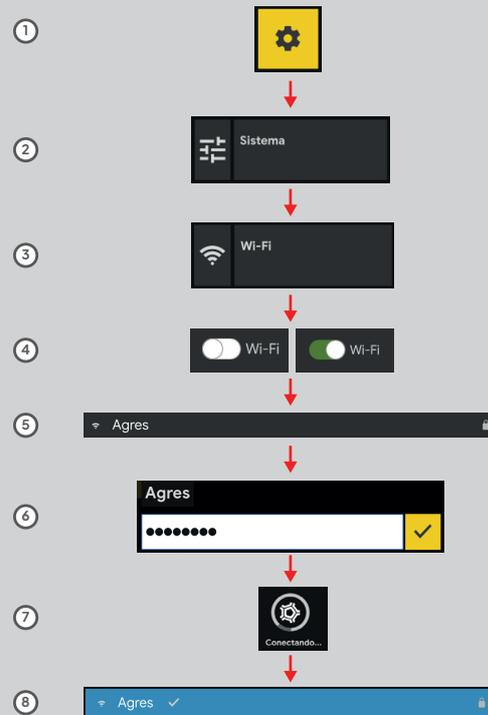 1
2
Sistema
3
Wi-Fi
4
Wi-Fi
Wi-Fi
5
Agres
6
Agres
7
Conectando...
8
Agres